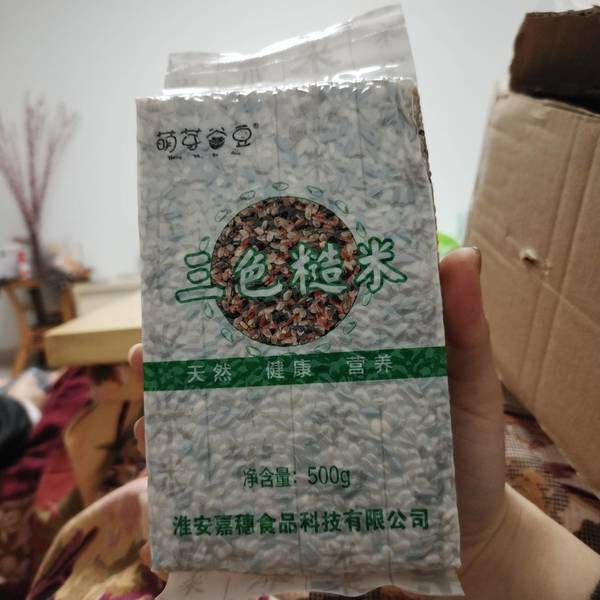 萌芽谷豆®
三色糙米
天然 健康 营养
净含量：500g
淮安嘉穗食品科技有限公司